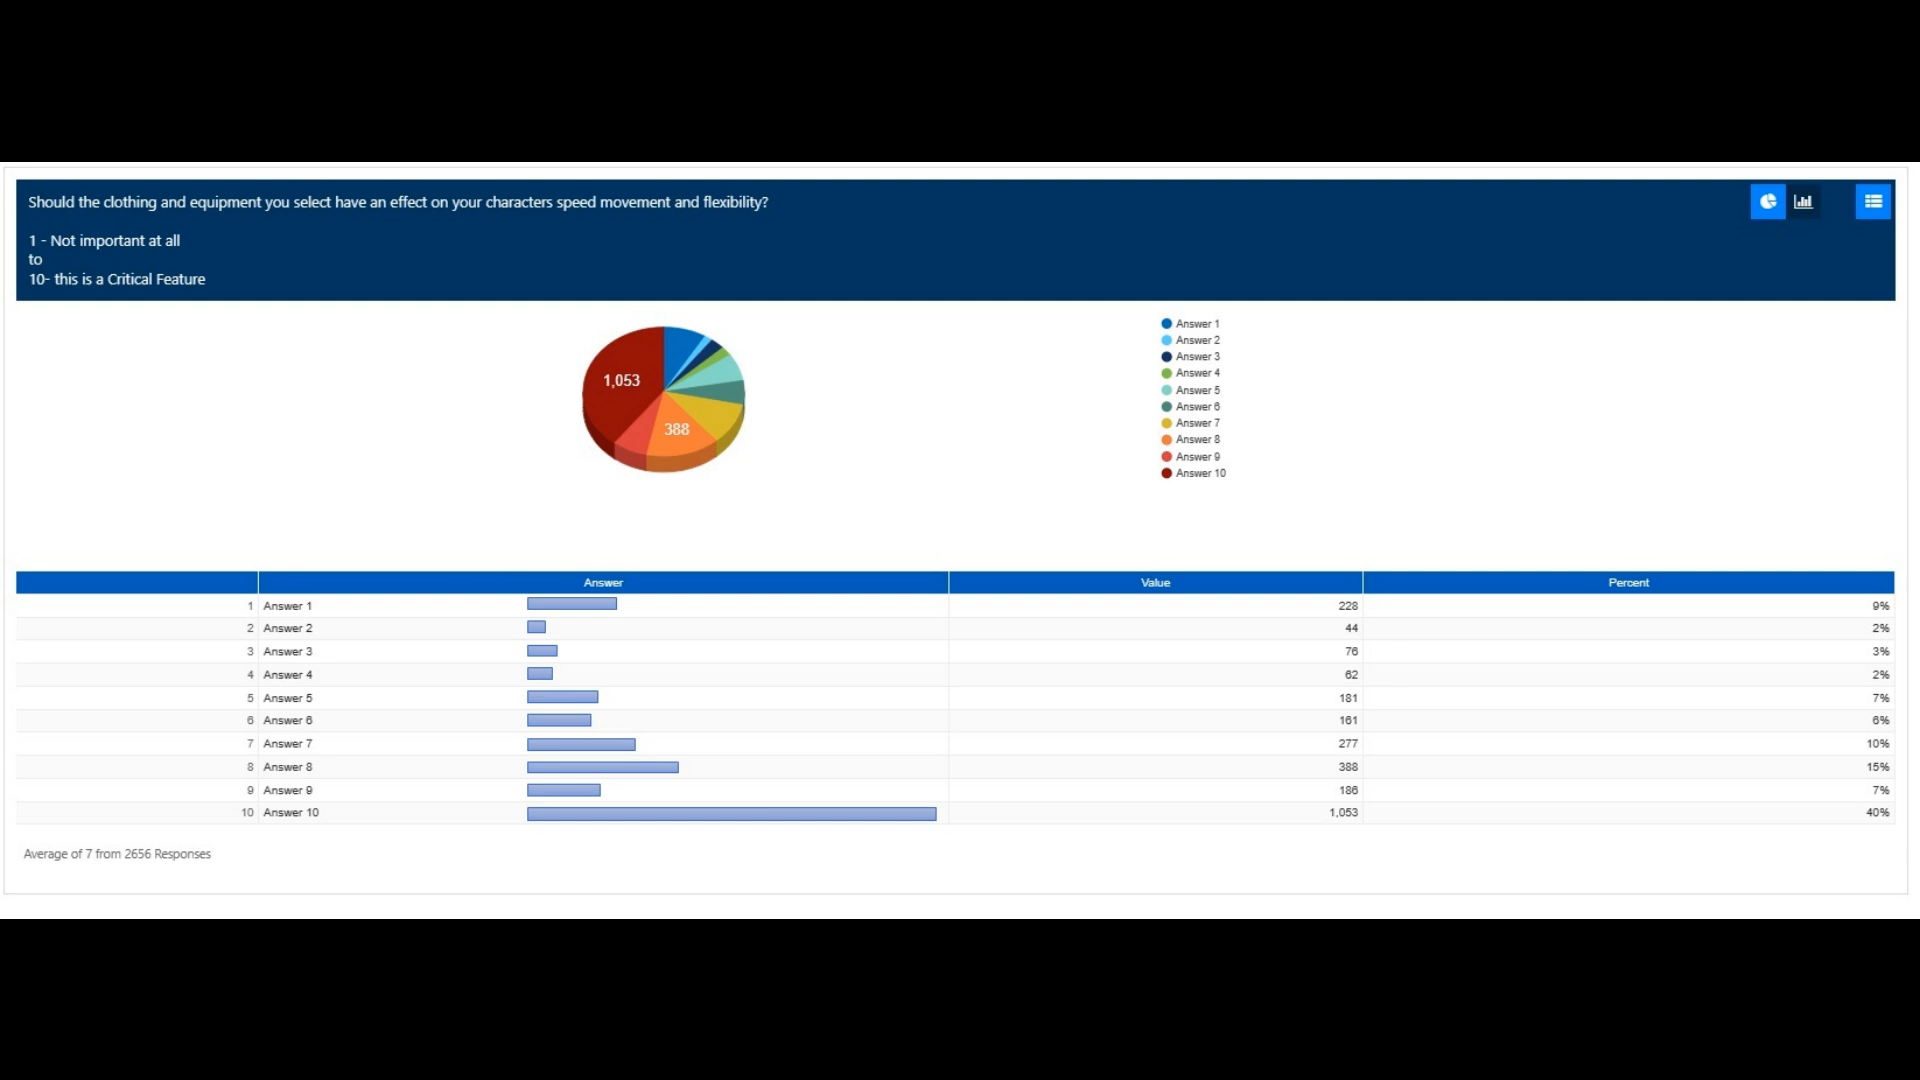 Should the clothing and equipment you select have an effect on your characters speed movement and flexibility?
1 - Not important at all
to
10- this is a Critical Feature
1,053
388
Answer 1
Answer 2
Answer 3
Answer 4
Answer 5
Answer 6
Answer 7
Answer 8
Answer 9
Answer 10
Answer Value Percent
1 Answer 1 228 9%
2 Answer 2 44 2%
3 Answer 3 76 3%
4 Answer 4 62 2%
5 Answer 5 181 7%
6 Answer 6 161 6%
7 Answer 7 277 10%
8 Answer 8 388 15%
9 Answer 9 186 7%
10 Answer 10 1,053 40%
Average of 7 from 2656 Responses